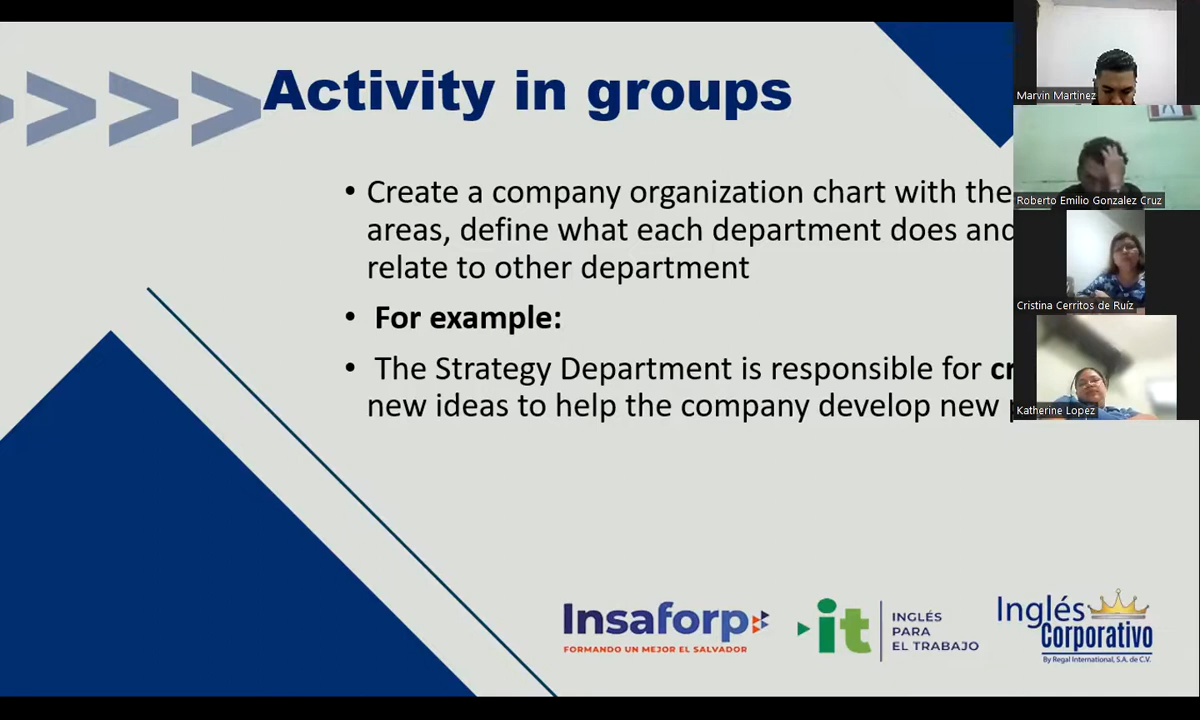 Activity in groups
• Create a company organization chart with the
areas, define what each department does and
relate to other department
• For example:
• The Strategy Department is responsible for
new ideas to help the company develop new
Marvin Martinez
Roberto Emilio Gonzalez Cruz
Cristina Cerritos de Ruíz
Katherine Lopez
Insaforp
FORMANDO UN MEJOR EL SALVADOR
it
INGLÉS
PARA
EL TRABAJO
Inglés
Corporativo
By Regal International, S.A. de C.V.